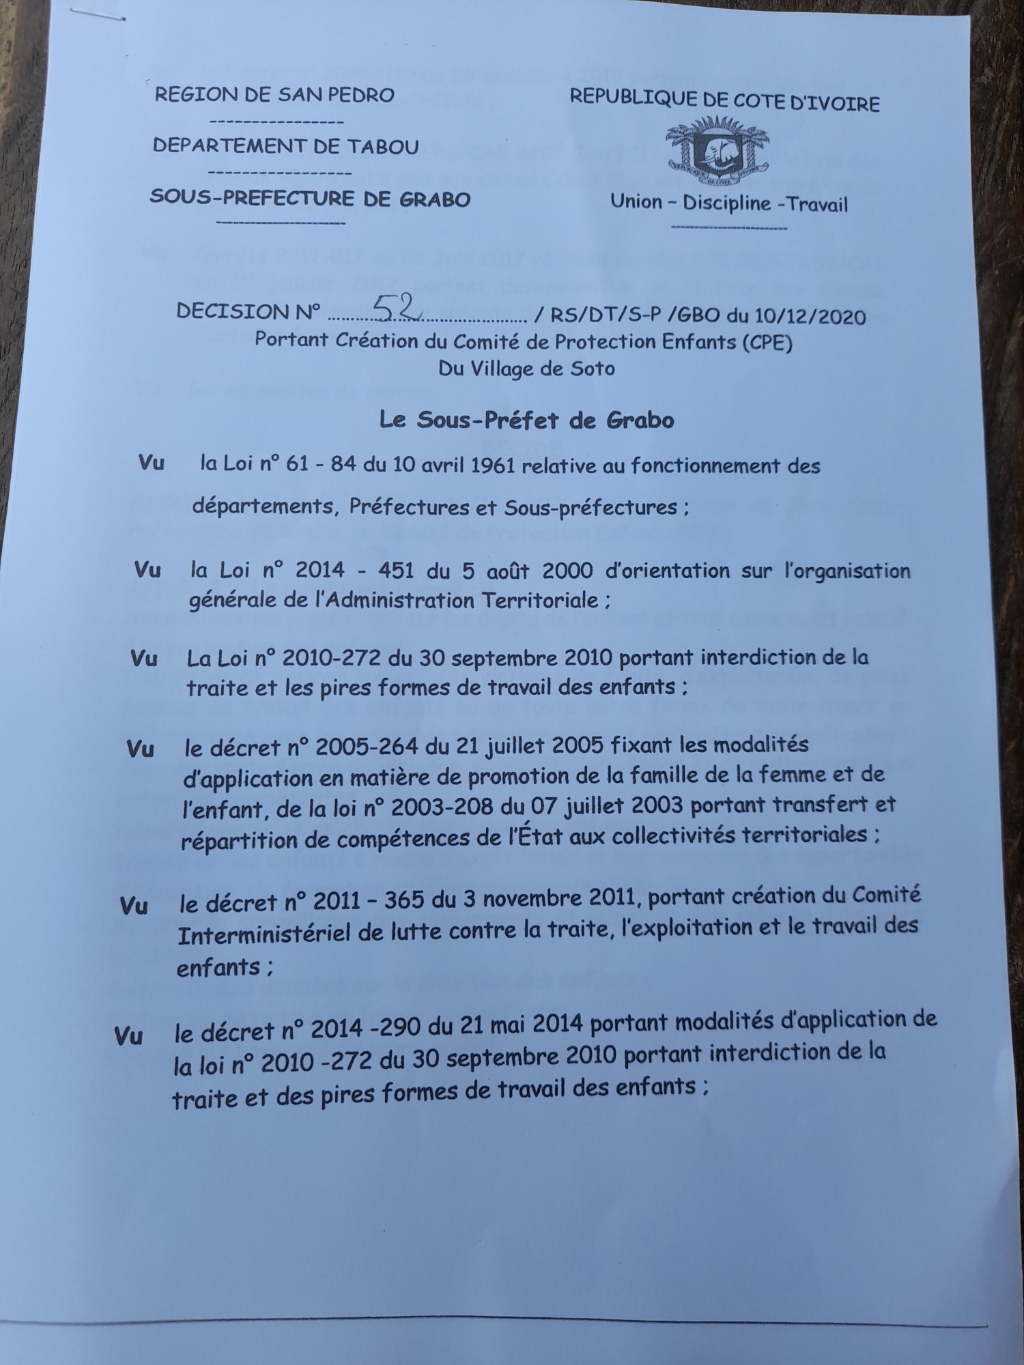 REGION DE SAN PEDRO
----------------
DEPARTEMENT DE TABOU
-----------------
SOUS-PREFECTURE DE GRABO
------------------
REPUBLIQUE DE COTE D'IVOIRE
Union - Discipline -Travail
------------------
DECISION N° ...........52........................ / RS/DT/S-P /GBO du 10/12/2020
Portant Création du Comité de Protection Enfants (CPE)
Du Village de Soto
Le Sous-Préfet de Grabo
Vu la Loi n° 61 - 84 du 10 avril 1961 relative au fonctionnement des
départements, Préfectures et Sous-préfectures ;
Vu la Loi n° 2014 - 451 du 5 août 2000 d'orientation sur l'organisation
générale de l'Administration Territoriale ;
Vu La Loi n° 2010-272 du 30 septembre 2010 portant interdiction de la
traite et les pires formes de travail des enfants ;
Vu le décret n° 2005-264 du 21 juillet 2005 fixant les modalités
d'application en matière de promotion de la famille de la femme et de
l'enfant, de la loi n° 2003-208 du 07 juillet 2003 portant transfert et
répartition de compétences de l'État aux collectivités territoriales ;
Vu le décret n° 2011 - 365 du 3 novembre 2011, portant création du Comité
Interministériel de lutte contre la traite, l'exploitation et le travail des
enfants ;
Vu le décret n° 2014 -290 du 21 mai 2014 portant modalités d'application de
la loi n° 2010 -272 du 30 septembre 2010 portant interdiction de la
traite et des pires formes de travail des enfants ;